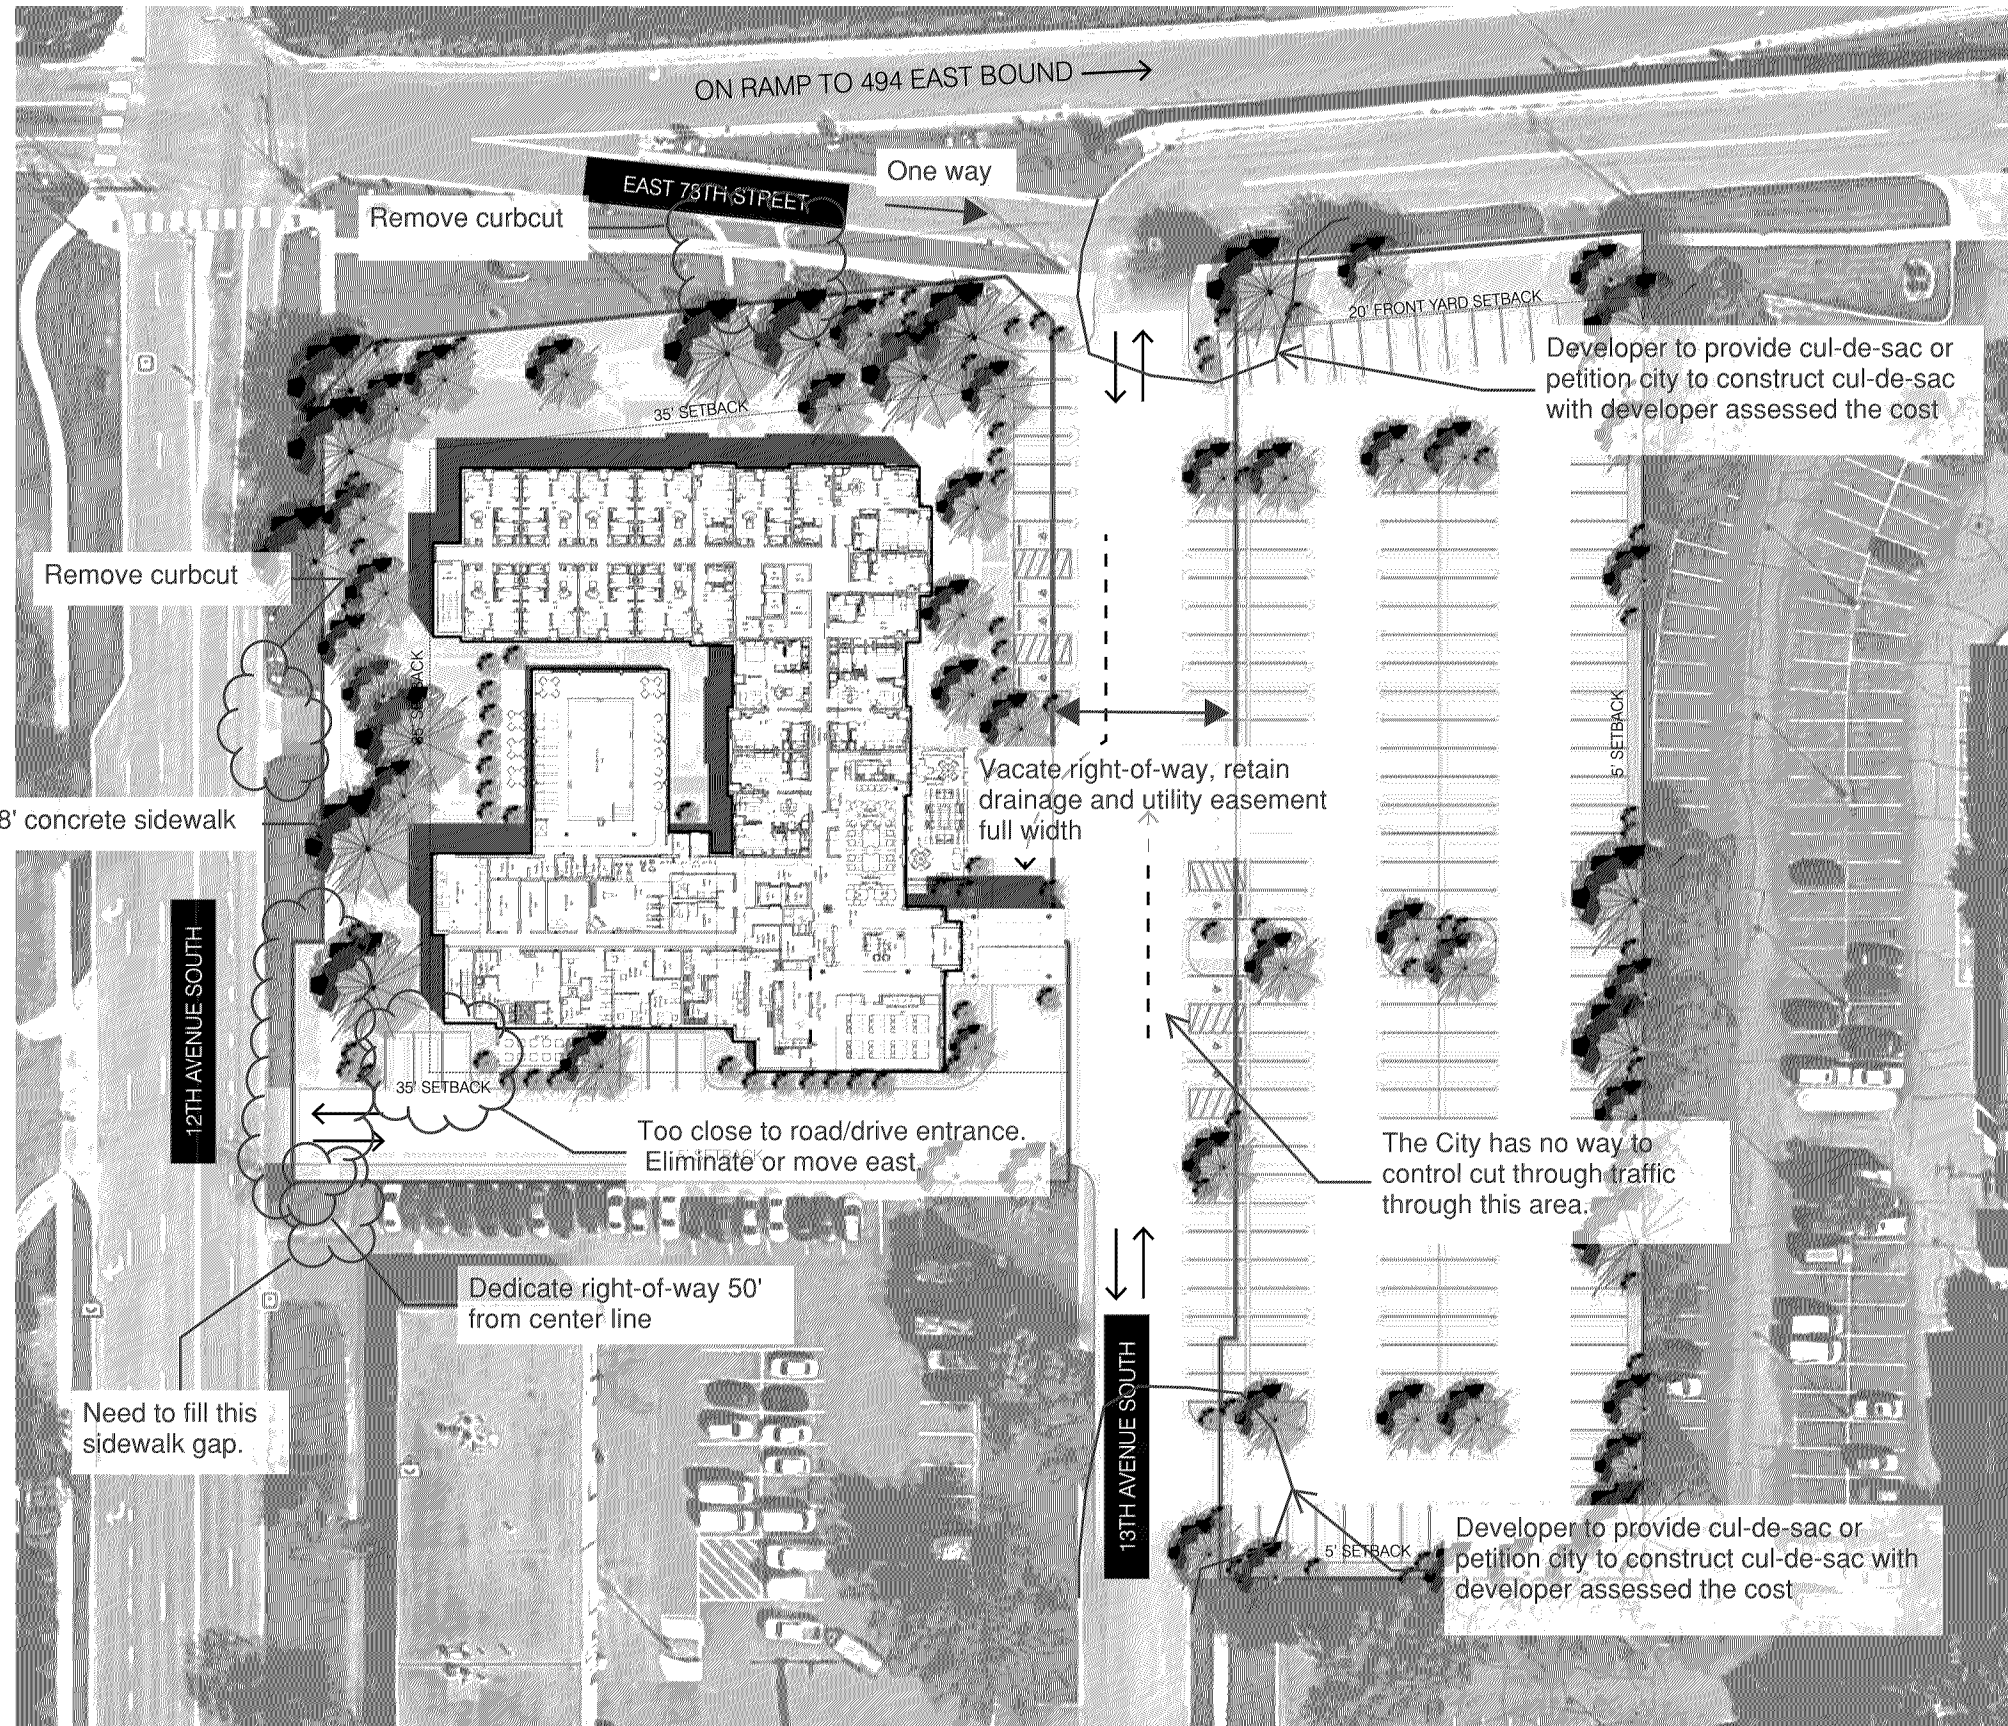 ON RAMP TO 494 EAST BOUND
EAST 78TH STREET
One way
Remove curbcut
20' FRONT YARD SETBACK
Developer to provide cul-de-sac or
petition city to construct cul-de-sac
with developer assessed the cost
35' SETBACK
Remove curbcut
35' SETBACK
5' SETBACK
Vacate right-of-way, retain
drainage and utility easement
full width
8' concrete sidewalk
12TH AVENUE SOUTH
35' SETBACK
Too close to road/drive entrance.
Eliminate or move east.
5' SETBACK
The City has no way to
control cut through traffic
through this area.
Dedicate right-of-way 50'
from center line
13TH AVENUE SOUTH
Need to fill this
sidewalk gap.
5' SETBACK
Developer to provide cul-de-sac or
petition city to construct cul-de-sac with
developer assessed the cost